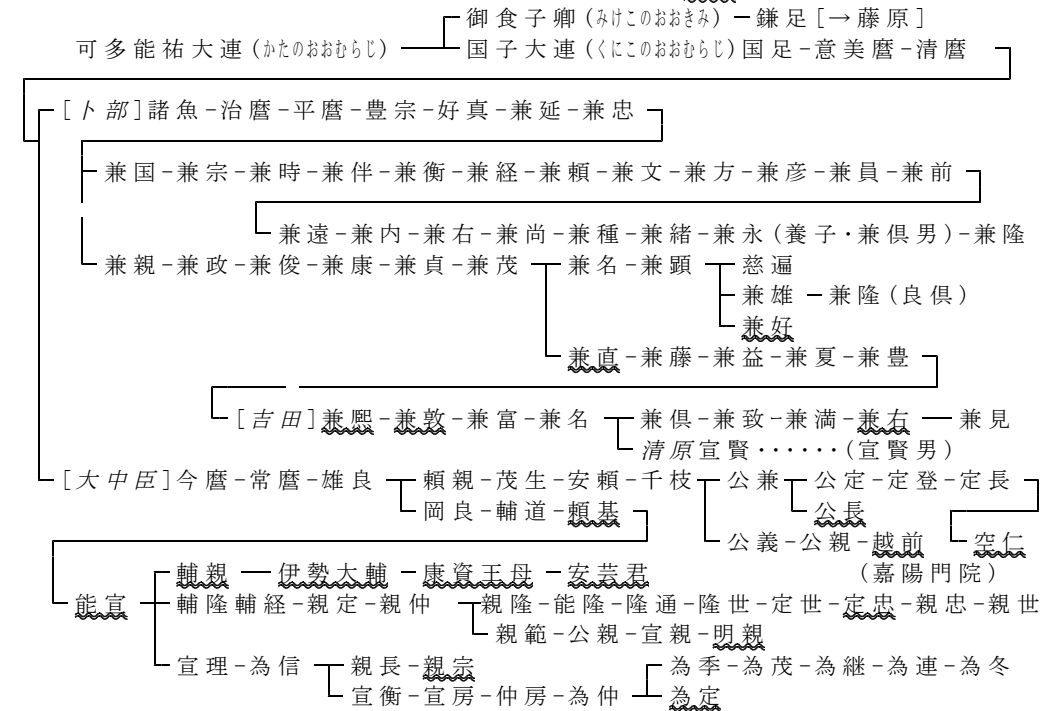 御食子卿(みけこのおおきみ)-鎌足[→藤原]
可多能祐大連(かたのおおむらじ)
国子大連(くにこのおおむらじ)国足-意美麿-清麿
[卜部]諸魚-治麿-平麿-豊宗-好真-兼延-兼忠
兼国-兼宗-兼時-兼伴-兼衡-兼経-兼頼-兼文-兼方-兼彦-兼員-兼前
兼遠-兼内-兼右-兼尚-兼種-兼緒-兼永(養子・兼倶男)-兼隆
兼親-兼政-兼俊-兼康-兼貞-兼茂 兼名-兼顕 慈遍
兼雄-兼隆(良倶)
兼好
兼直-兼藤-兼益-兼夏-兼豊
[吉田]兼煕-兼敦-兼富-兼名 兼倶-兼致-兼満-兼右-兼見
清原宣賢・・・・・・(宣賢男)
[大中臣]今麿-常麿-雄良 頼親-茂生-安頼-千枝 公兼 公定-定登-定長
岡良-輔道-頼基 公長
公義-公親-越前 空仁
(嘉陽門院)
輔親-伊勢大輔-康資王母-安芸君
能宣 輔隆輔経-親定-親仲 親隆-能隆-隆通-隆世-定世-定忠-親忠-親世
親範-公親-宣親-明親
宣理-為信 親長-親宗 為季-為茂-為継-為連-為冬
宣衡-宣房-仲房-為仲 為定